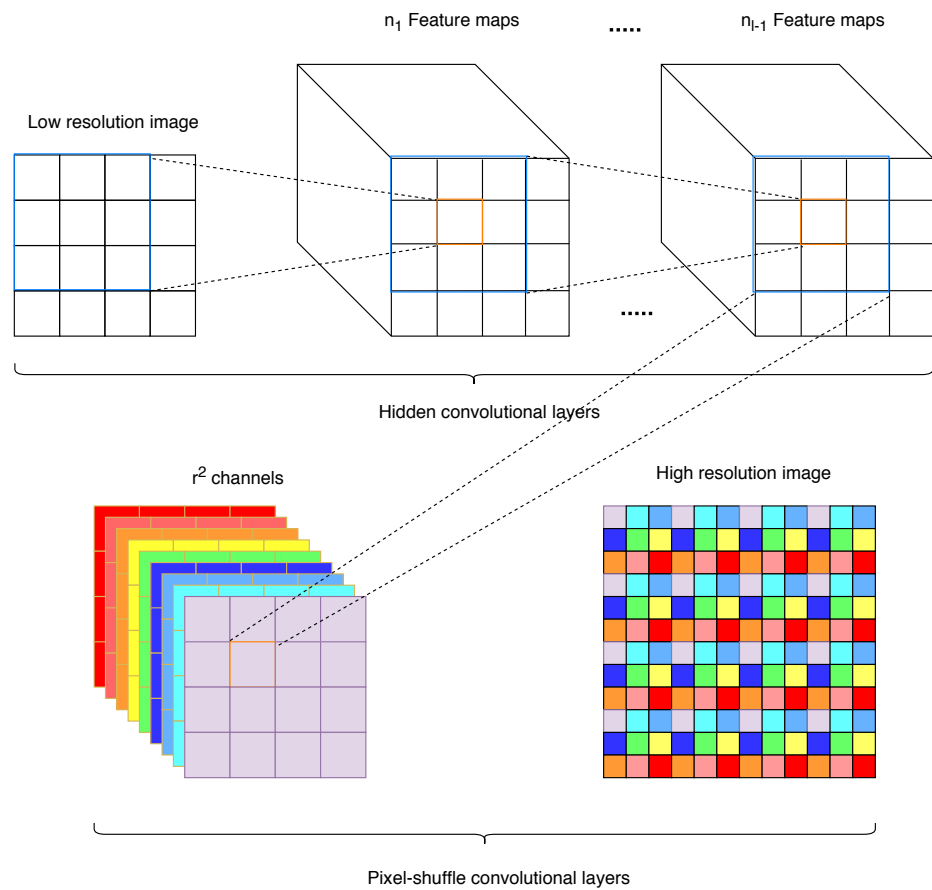 n₁ Feature maps
.....
nₗ₋₁ Feature maps
Low resolution image
.....
Hidden convolutional layers
r² channels
High resolution image
Pixel-shuffle convolutional layers